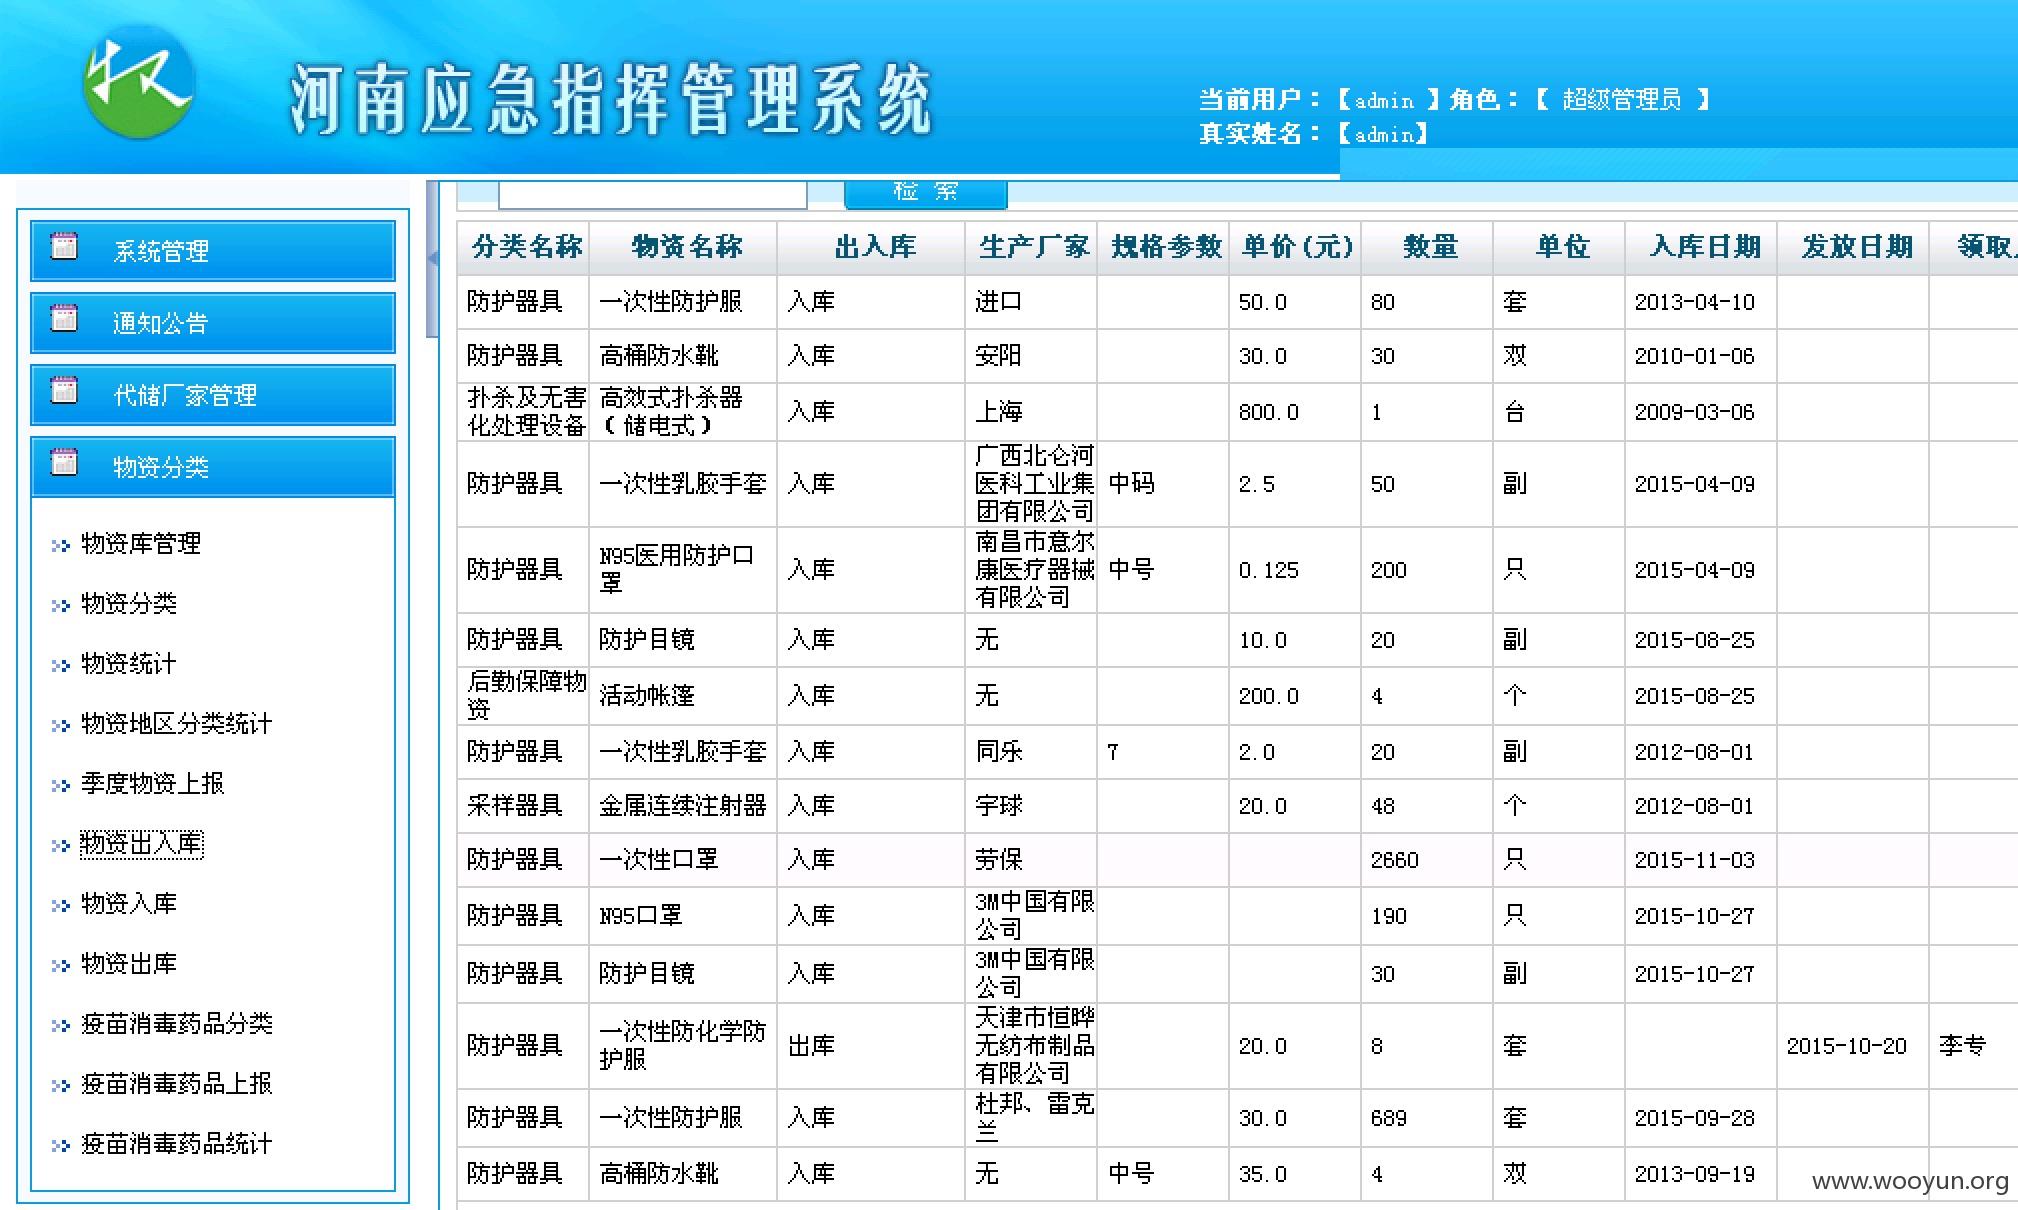 河南应急指挥管理系统
当前用户：【admin 】角色：【 超级管理员 】
真实姓名：【admin】
系统管理
通知公告
代储厂家管理
物资分类
物资库管理
物资分类
物资统计
物资地区分类统计
季度物资上报
物资出入库
物资入库
物资出库
疫苗消毒药品分类
疫苗消毒药品上报
疫苗消毒药品统计
检 索
分类名称 物资名称 出入库 生产厂家 规格参数 单价(元) 数量 单位 入库日期 发放日期 领取
防护器具 一次性防护服 入库 进口 50.0 80 套 2013-04-10
防护器具 高桶防水靴 入库 安阳 30.0 30 双 2010-01-06
扑杀及无害化处理设备 高效式扑杀器（储电式） 入库 上海 800.0 1 台 2009-03-06
防护器具 一次性乳胶手套 入库 广西北仑河医科工业集团有限公司 中码 2.5 50 副 2015-04-09
防护器具 N95医用防护口罩 入库 南昌市意尔康医疗器械有限公司 中号 0.125 200 只 2015-04-09
防护器具 防护目镜 入库 无 10.0 20 副 2015-08-25
后勤保障物资 活动帐篷 入库 无 200.0 4 个 2015-08-25
防护器具 一次性乳胶手套 入库 同乐 7 2.0 20 副 2012-08-01
采样器具 金属连续注射器 入库 宇球 20.0 48 个 2012-08-01
防护器具 一次性口罩 入库 劳保 2660 只 2015-11-03
防护器具 N95口罩 入库 3M中国有限公司 190 只 2015-10-27
防护器具 防护目镜 入库 3M中国有限公司 30 副 2015-10-27
防护器具 一次性防化学防护服 出库 天津市恒晔无纺布制品有限公司 20.0 8 套 2015-10-20 李专
防护器具 一次性防护服 入库 杜邦、雷克兰 30.0 689 套 2015-09-28
防护器具 高桶防水靴 入库 无 中号 35.0 4 双 2013-09-19
www.wooyun.org